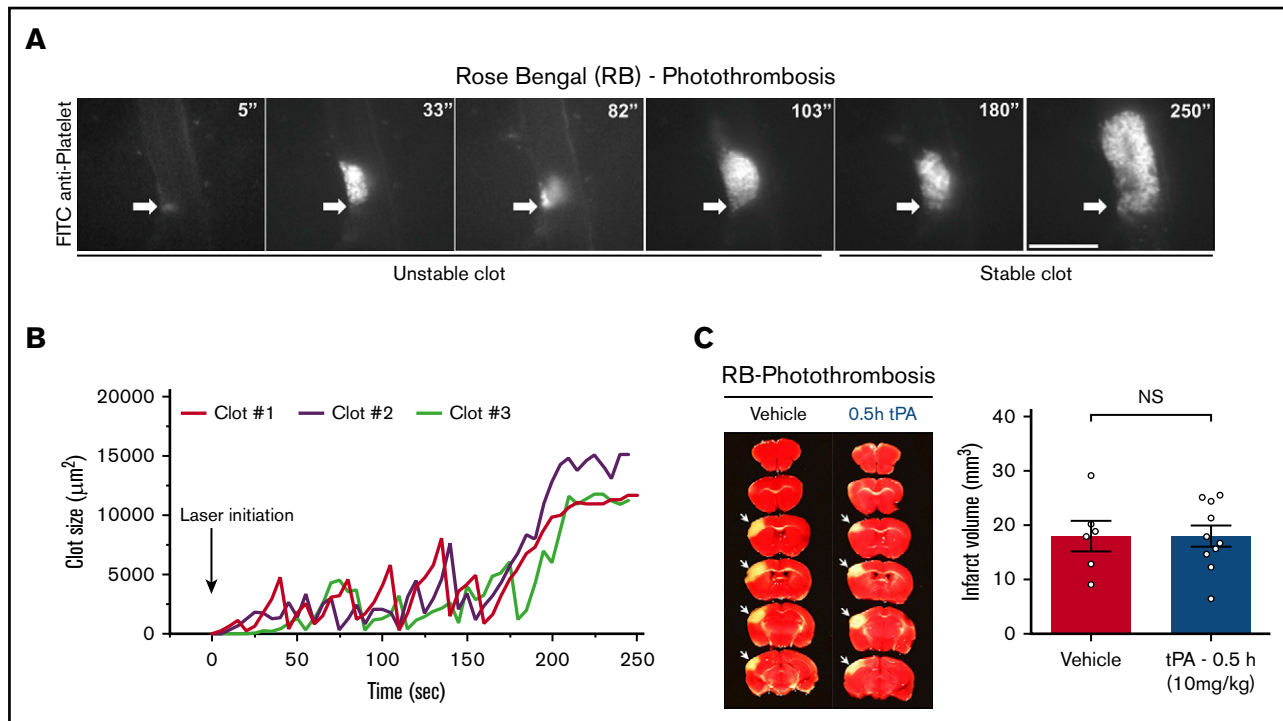 A
Rose Bengal (RB) - Photothrombosis
FITC anti-Platelet
5”
33”
82”
103”
180”
250”
Unstable clot
Stable clot
B
Clot size (μm²)
20000
15000
10000
5000
0
Clot #1
Clot #2
Clot #3
Laser initiation
0
50
100
150
200
250
Time (sec)
C
RB-Photothrombosis
Vehicle
0.5h tPA
Infarct volume (mm³)
40
30
20
10
0
NS
Vehicle
tPA - 0.5 h
(10mg/kg)